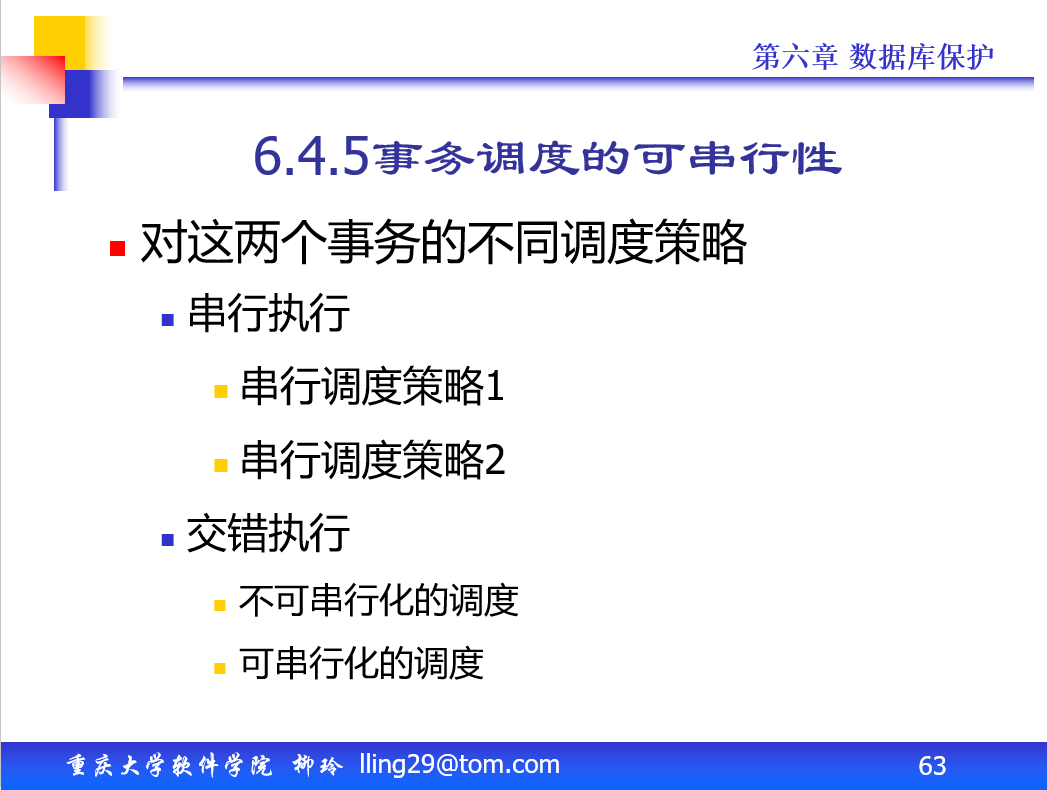 第六章 数据库保护
6.4.5事务调度的可串行性
对这两个事务的不同调度策略
串行执行
串行调度策略1
串行调度策略2
交错执行
不可串行化的调度
可串行化的调度
重庆大学软件学院 柳玲 lling29@tom.com 63